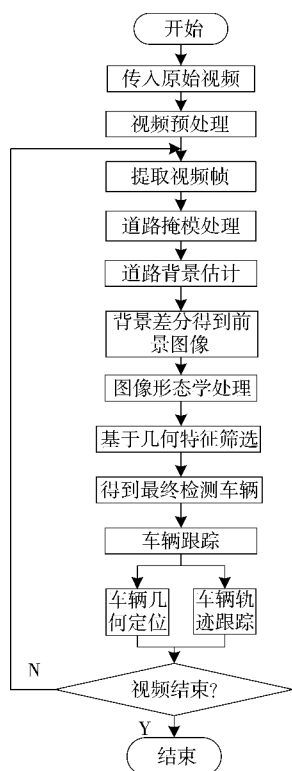 开始
传入原始视频
视频预处理
提取视频帧
道路掩模处理
道路背景估计
背景差分得到前
景图像
图像形态学处理
基于几何特征筛选
得到最终检测车辆
车辆跟踪
车辆几
何定位
车辆轨
迹跟踪
N
视频结束?
Y
结束